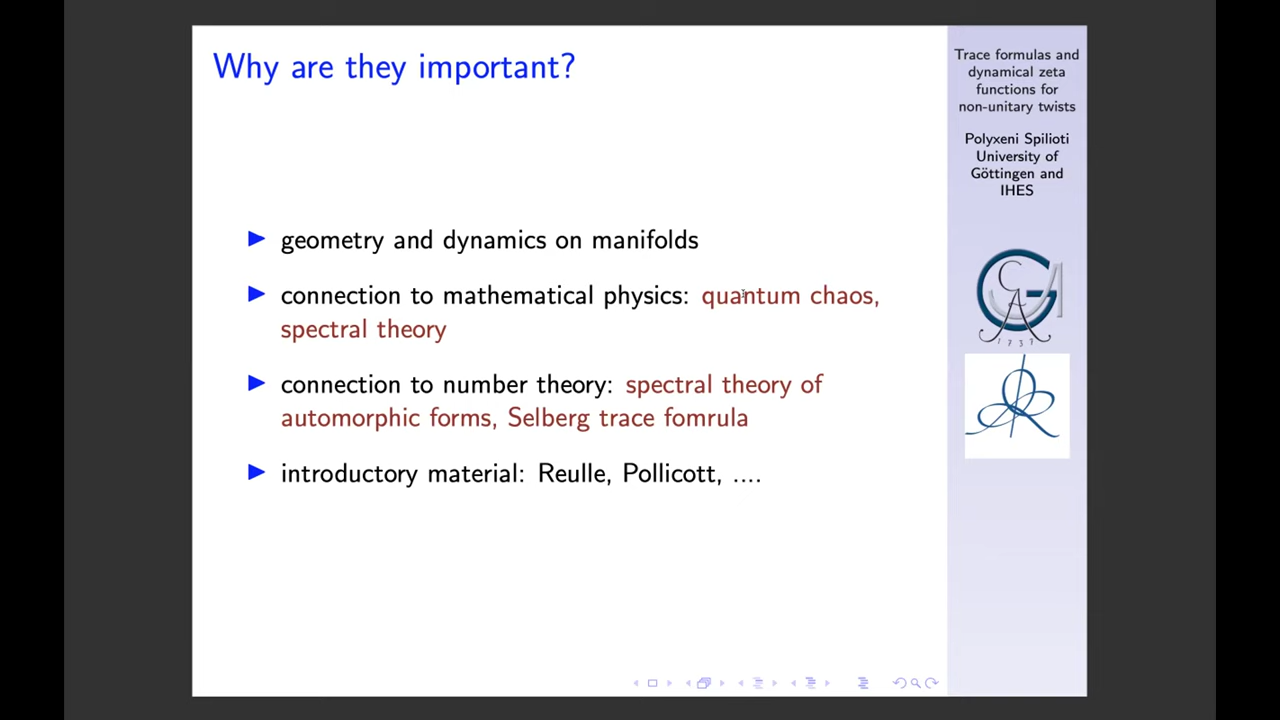 Why are they important?
geometry and dynamics on manifolds
connection to mathematical physics: quantum chaos,
spectral theory
connection to number theory: spectral theory of
automorphic forms, Selberg trace fomrula
introductory material: Reulle, Pollicott, ....
Trace formulas and
dynamical zeta
functions for
non-unitary twists
Polyxeni Spilioti
University of
Göttingen and
IHES
1737